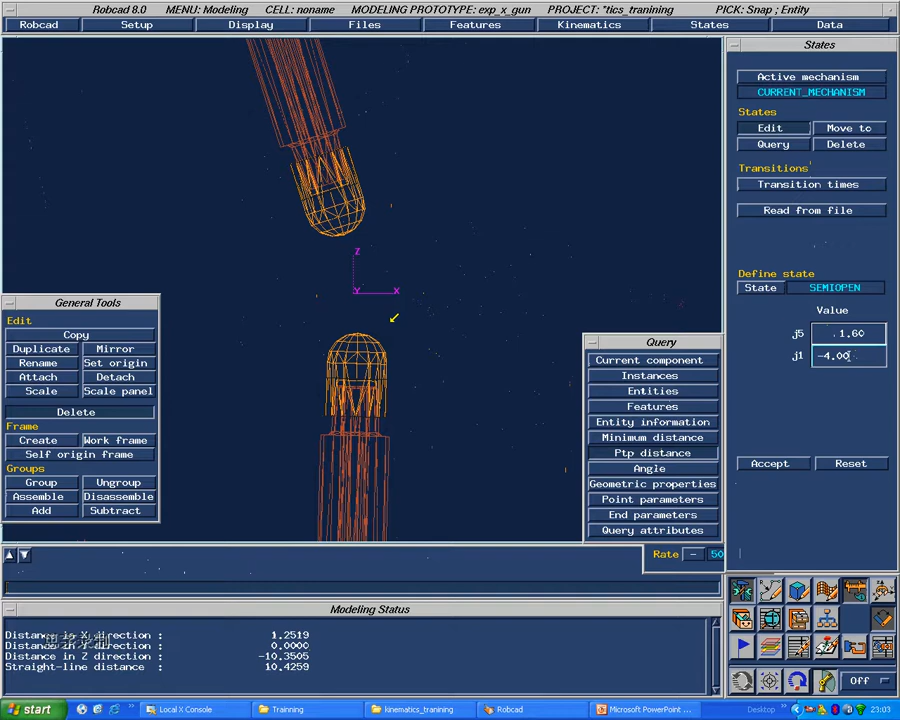 Robcad 8.0 MENU: Modeling CELL: noname MODELING PROTOTYPE: exp_x_gun PROJECT: "tics_tranining PICK: Snap ; Entity
Robcad Setup Display Files Features Kinematics States Data
States
Active mechanism
CURRENT_MECHANISM
States
Edit Move to
Query Delete
Transitions
Transition times
Read from file
Define state
State SEMIOPEN
Value
j5 1.60
j1 -4.00
Accept Reset
Z
Y X
General Tools
Edit
Copy
Duplicate Mirror
Rename Set origin
Attach Detach
Scale Scale panel
Delete
Frame
Create Work frame
Self origin frame
Groups
Group Ungroup
Assemble Disassemble
Add Subtract
Query
Current component
Instances
Entities
Features
Entity information
Minimum distance
Ptp distance
Angle
Geometric properties
Point parameters
End parameters
Query attributes
Rate - 50
Modeling Status
Distance in X direction : 1.2519
Distance in direction : 0.0000
Distance in Z direction : -10.3505
Straight-line distance : 10.4259
Off
start Local X Console Trainning kinematics_tranining Robcad Microsoft PowerPoint ... Desktop 23:03